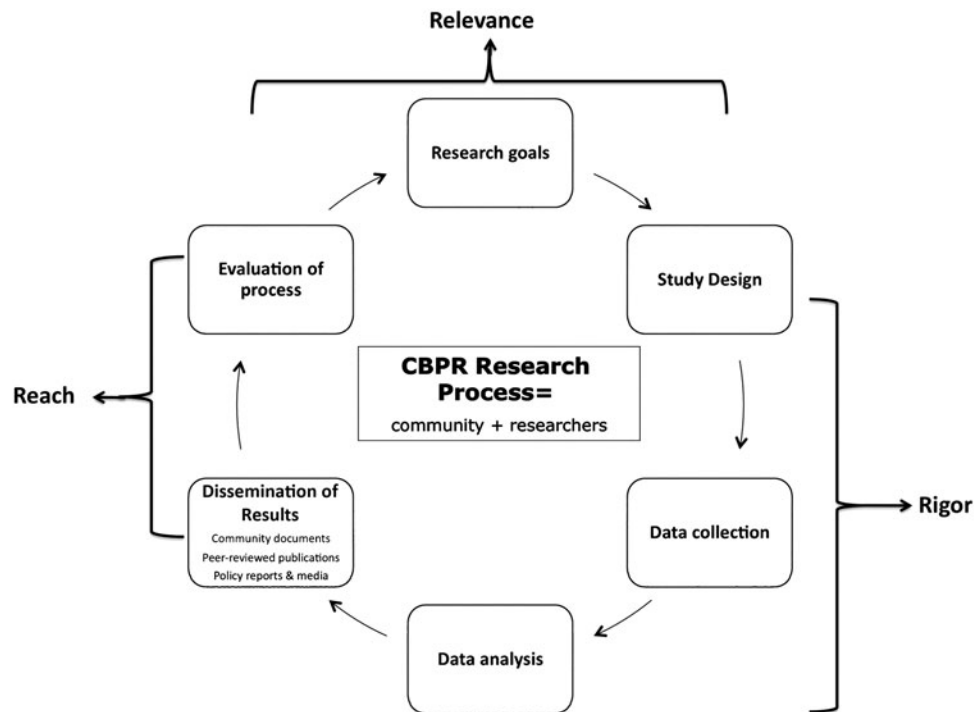 Relevance
Research goals
Evaluation of
process
Study Design
CBPR Research
Process=
community + researchers
Reach
Dissemination of
Results
Community documents
Peer-reviewed publications
Policy reports & media
Data collection
Rigor
Data analysis